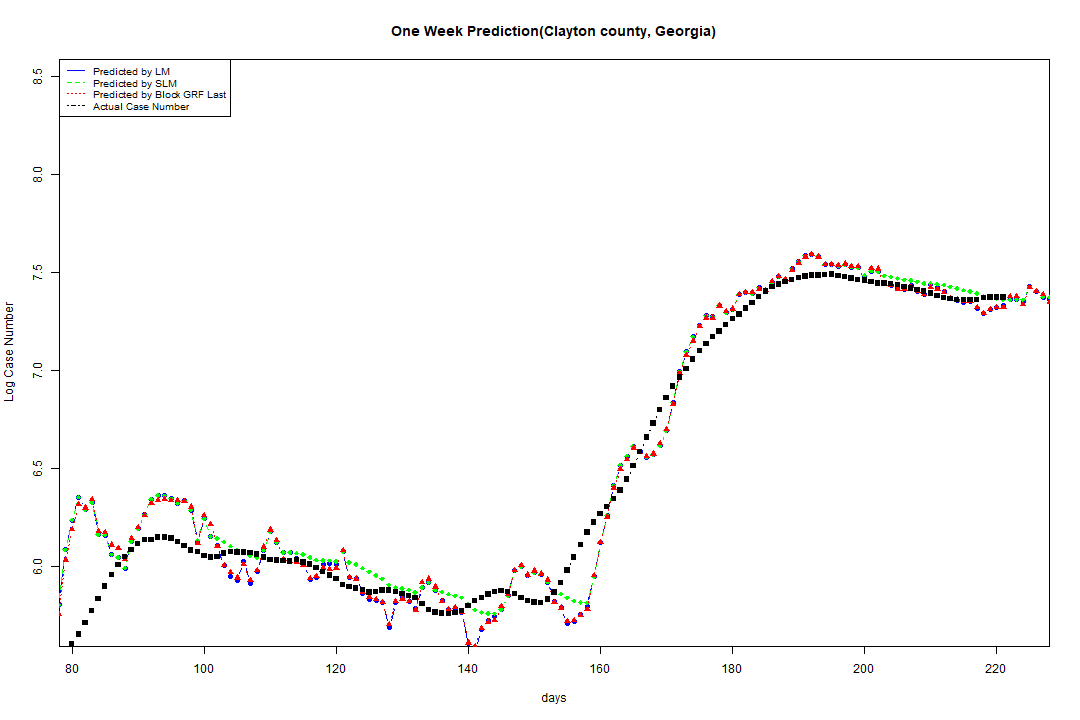 One Week Prediction(Clayton county, Georgia)
Predicted by LM
Predicted by SLM
Predicted by Block GRF Last
Actual Case Number
8.5
8.0
7.5
7.0
6.5
6.0
Log Case Number
80 100 120 140 160 180 200 220
days